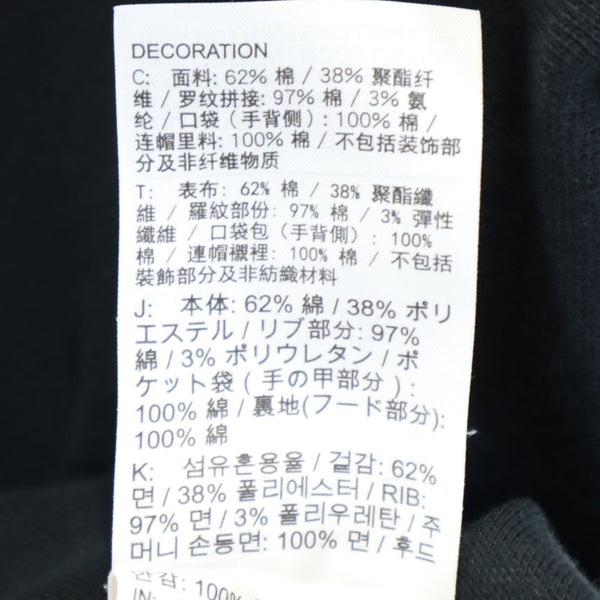 DECORATION
C: 面料: 62% 棉 / 38% 聚酯纤
维 / 罗纹拼接: 97% 棉 / 3% 氨
纶 / 口袋 (手背侧) : 100% 棉 /
连帽里料: 100% 棉 / 不包括装饰部
分及非纤维物质
T: 表布: 62% 棉 / 38% 聚酯纖
維 / 羅紋部份: 97% 棉 / 3% 彈性
纖維 / 口袋包 (手背側) : 100%
棉 / 連帽襯裡: 100% 棉 / 不包括
裝飾部分及非紡織材料
J: 本体: 62% 綿 / 38% ポリ
エステル / リブ部分: 97%
綿 / 3% ポリウレタン / ポ
ケット袋 (手の甲部分) :
100% 綿 / 裏地(フード部分):
100% 綿
K: 섬유혼용율 / 겉감: 62%
면 / 38% 폴리에스터 / RIB:
97% 면 / 3% 폴리우레탄 / 주
머니 손등면: 100% 면 / 후드
안감: 100%
IN: